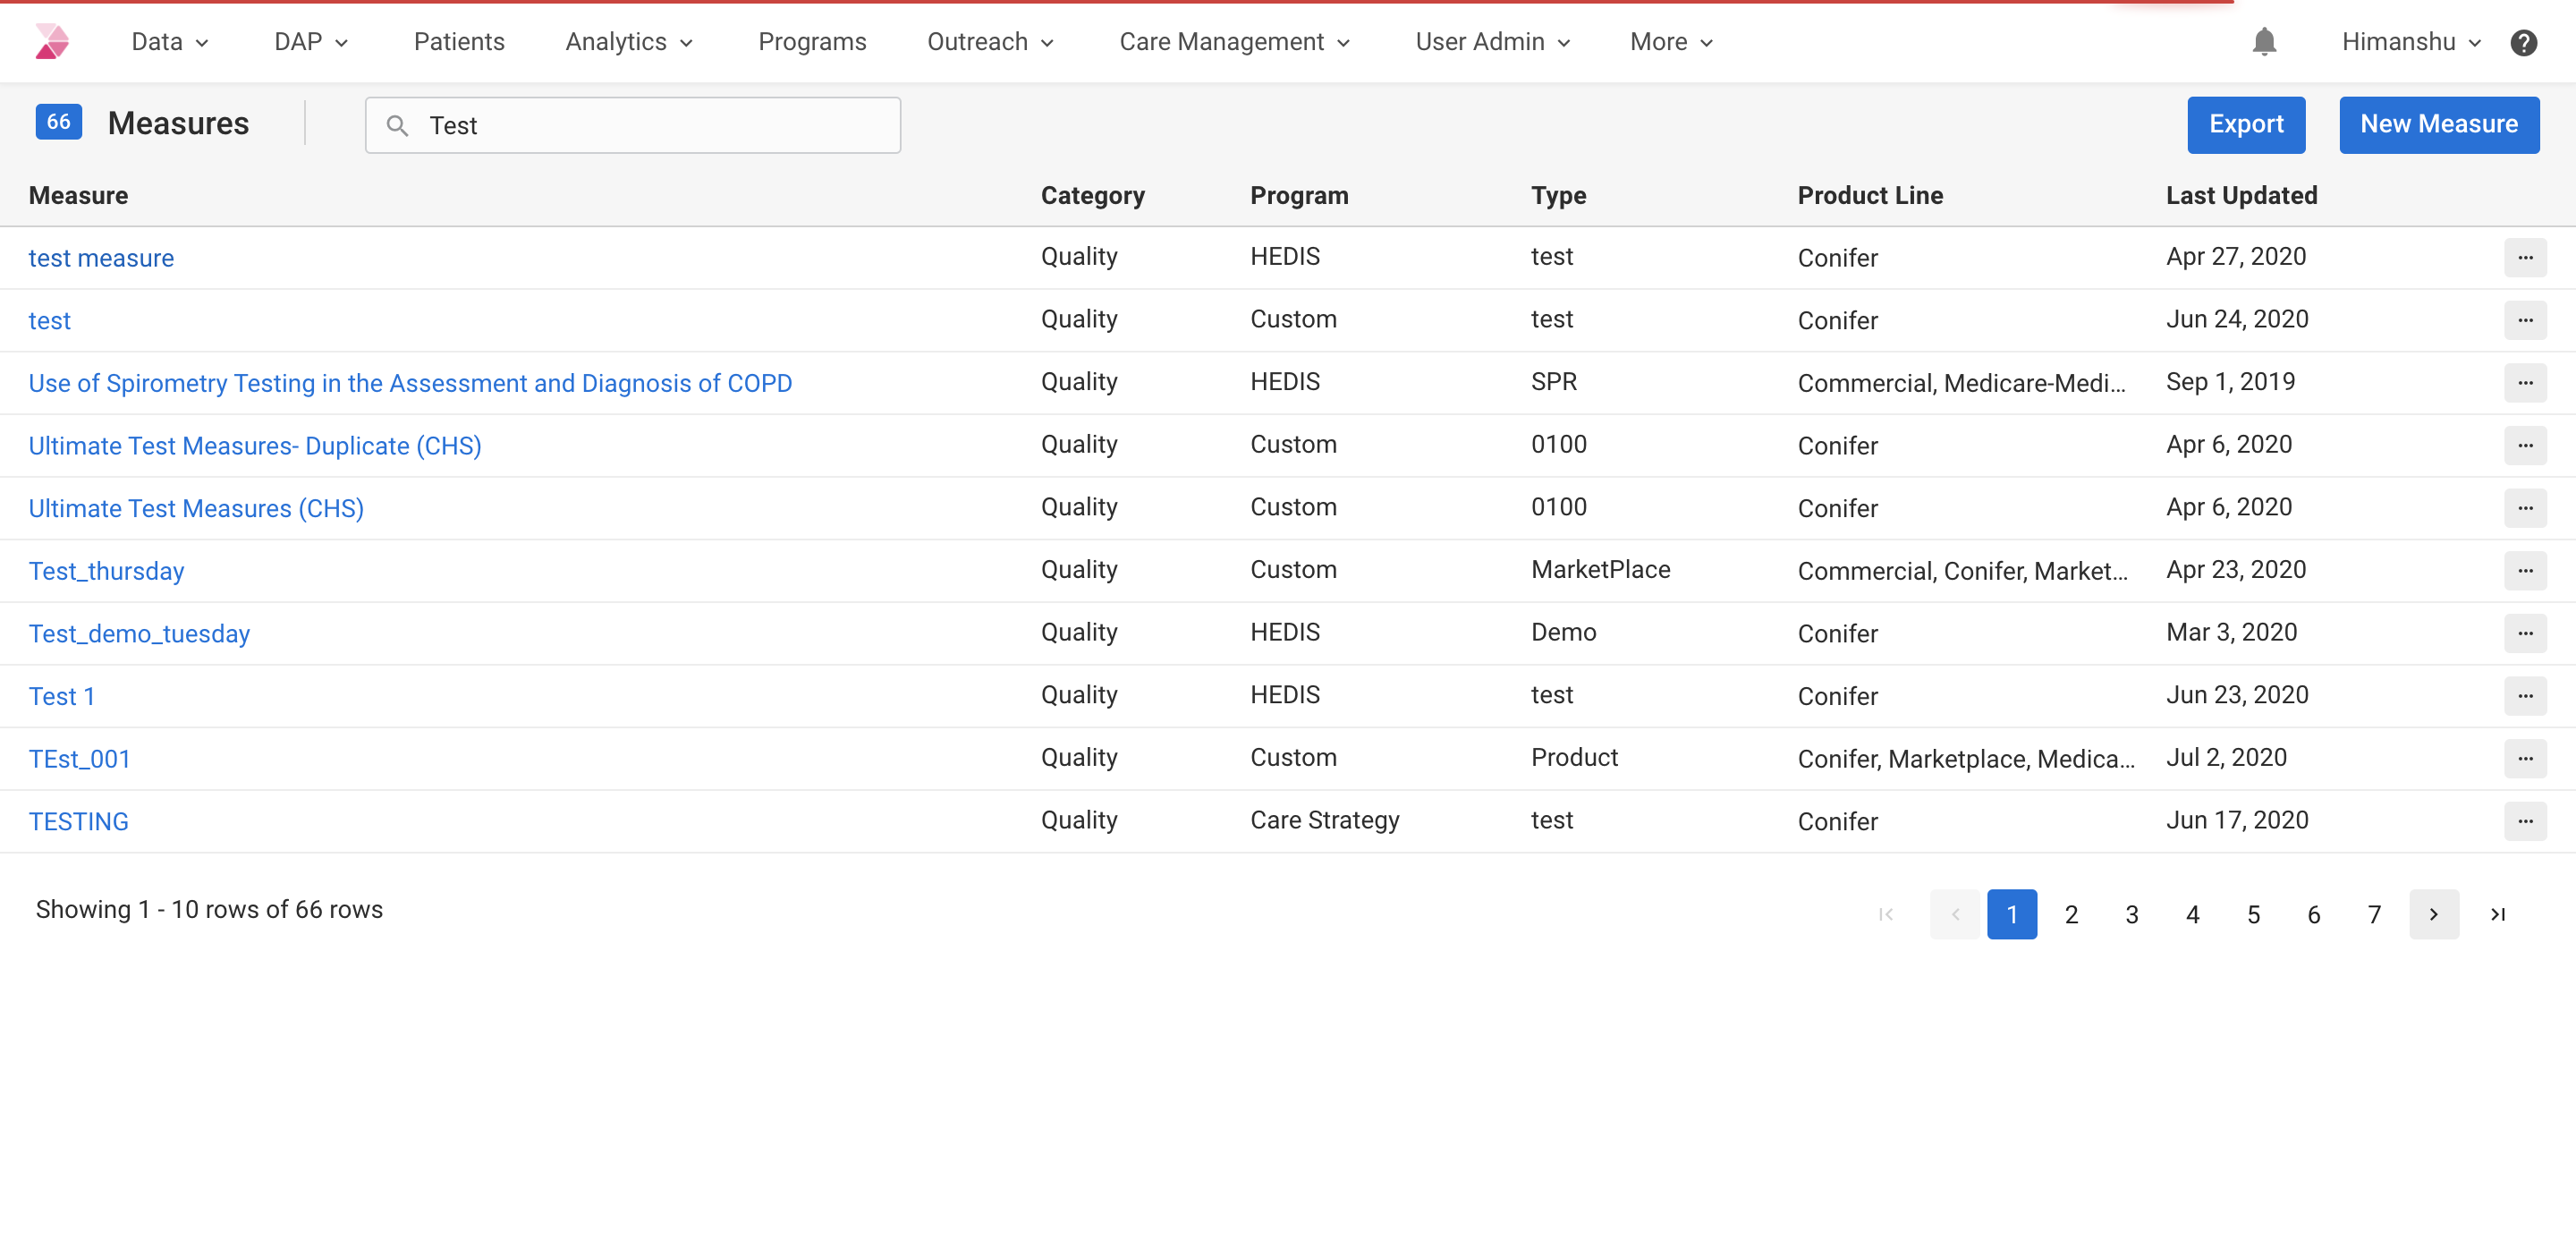 Data DAP Patients Analytics Programs Outreach Care Management User Admin More Himanshu ?
66 Measures Test Export New Measure
Measure Category Program Type Product Line Last Updated
test measure Quality HEDIS test Conifer Apr 27, 2020 ...
test Quality Custom test Conifer Jun 24, 2020 ...
Use of Spirometry Testing in the Assessment and Diagnosis of COPD Quality HEDIS SPR Commercial, Medicare-Medi... Sep 1, 2019 ...
Ultimate Test Measures- Duplicate (CHS) Quality Custom 0100 Conifer Apr 6, 2020 ...
Ultimate Test Measures (CHS) Quality Custom 0100 Conifer Apr 6, 2020 ...
Test_thursday Quality Custom MarketPlace Commercial, Conifer, Market... Apr 23, 2020 ...
Test_demo_tuesday Quality HEDIS Demo Conifer Mar 3, 2020 ...
Test 1 Quality HEDIS test Conifer Jun 23, 2020 ...
TEst_001 Quality Custom Product Conifer, Marketplace, Medica... Jul 2, 2020 ...
TESTING Quality Care Strategy test Conifer Jun 17, 2020 ...
Showing 1 - 10 rows of 66 rows 1 2 3 4 5 6 7